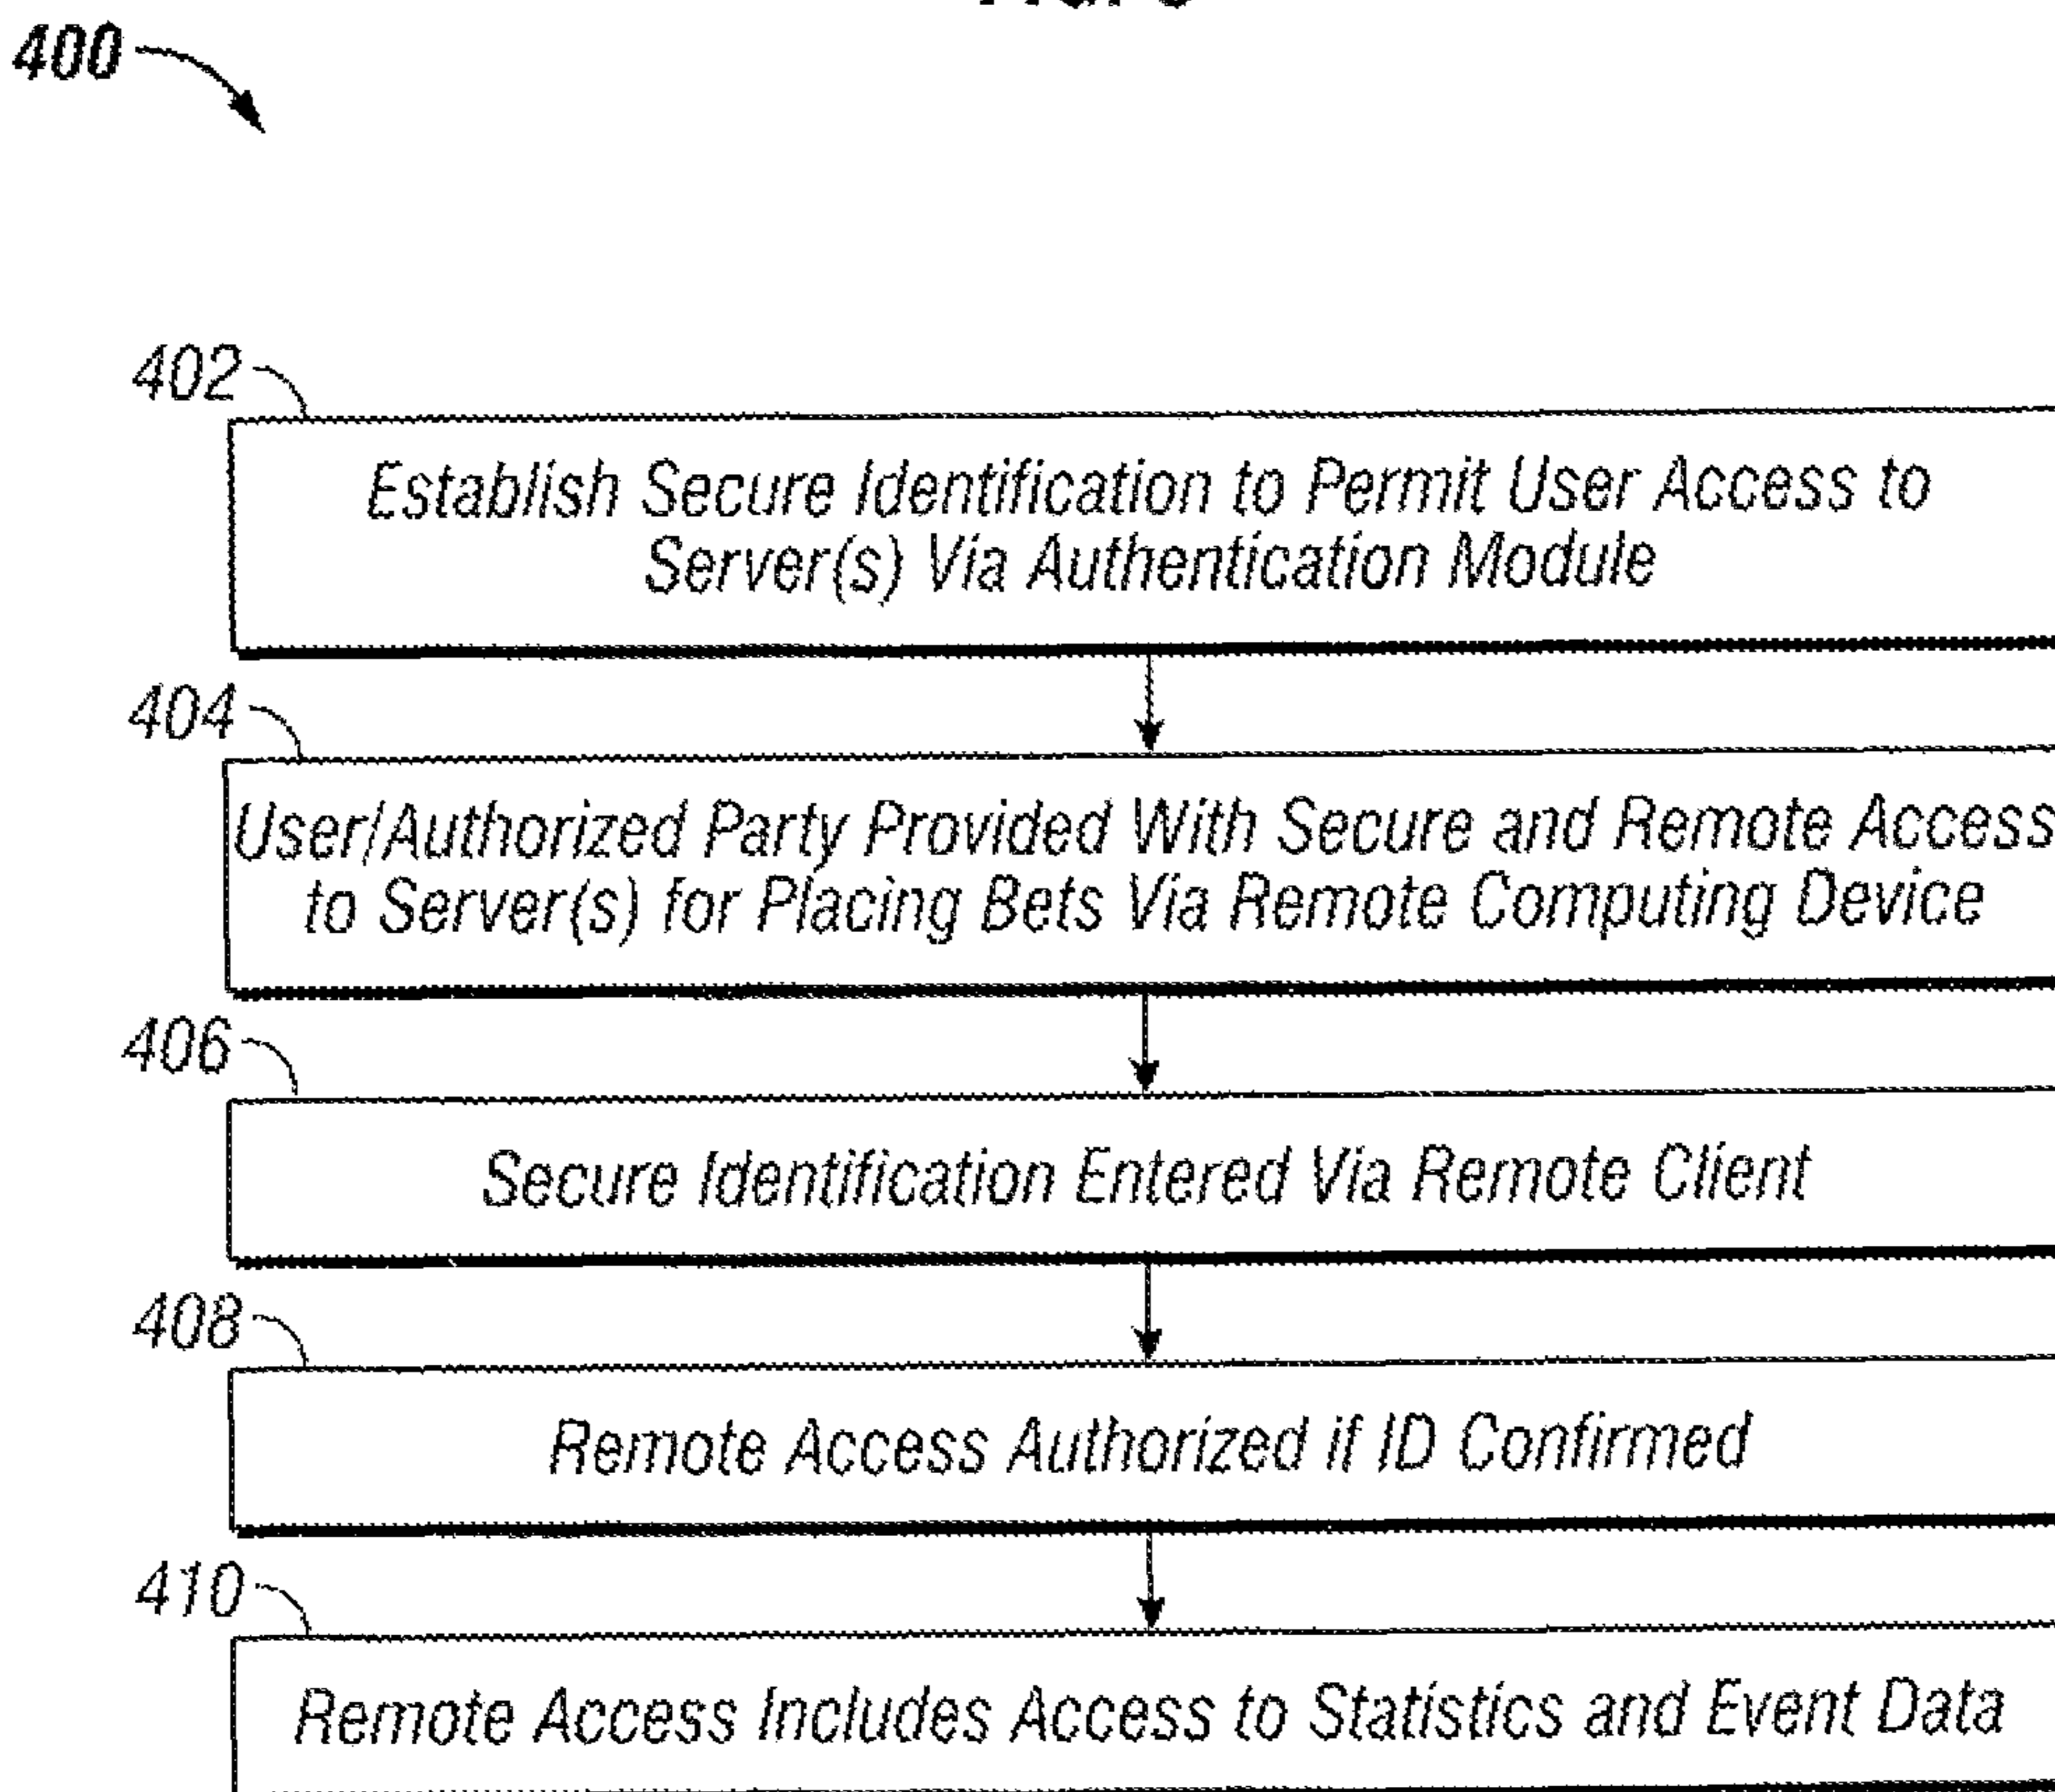 400
402
Establish Secure Identification to Permit User Access to
Server(s) Via Authentication Module
404
User/Authorized Party Provided With Secure and Remote Access
to Server(s) for Placing Bets Via Remote Computing Device
406
Secure Identification Entered Via Remote Client
408
Remote Access Authorized if ID Confirmed
410
Remote Access Includes Access to Statistics and Event Data